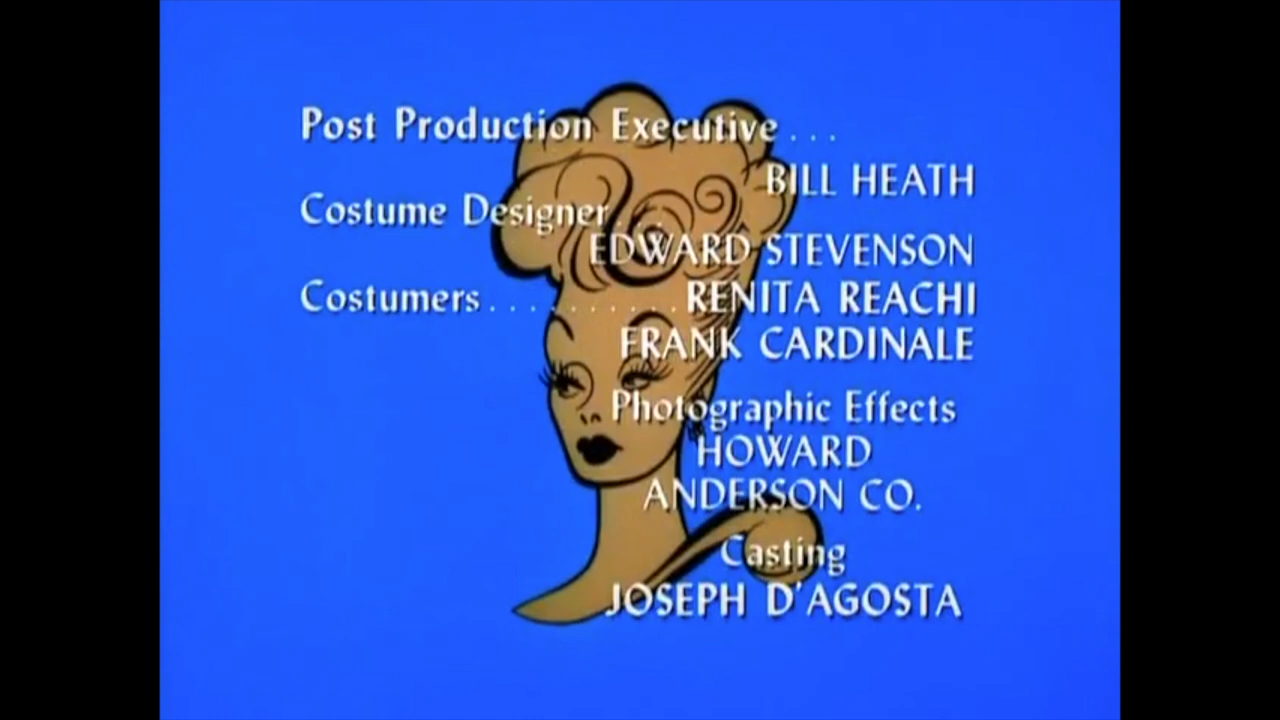 Post Production Executive . . .
BILL HEATH
Costume Designer . . . .
EDWARD STEVENSON
Costumers . . . . . . . . . . RENITA REACHI
FRANK CARDINALE
Photographic Effects
HOWARD
ANDERSON CO.
Casting
JOSEPH D'AGOSTA